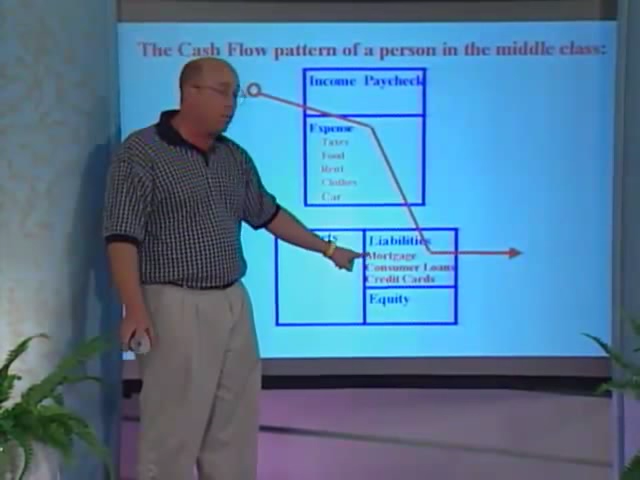 The Cash Flow pattern of a person in the middle class:
Income Paycheck
Expense
Taxes
Food
Rent
Clothes
Car
Liabilities
Mortgage
Consumer Loans
Credit Cards
Equity